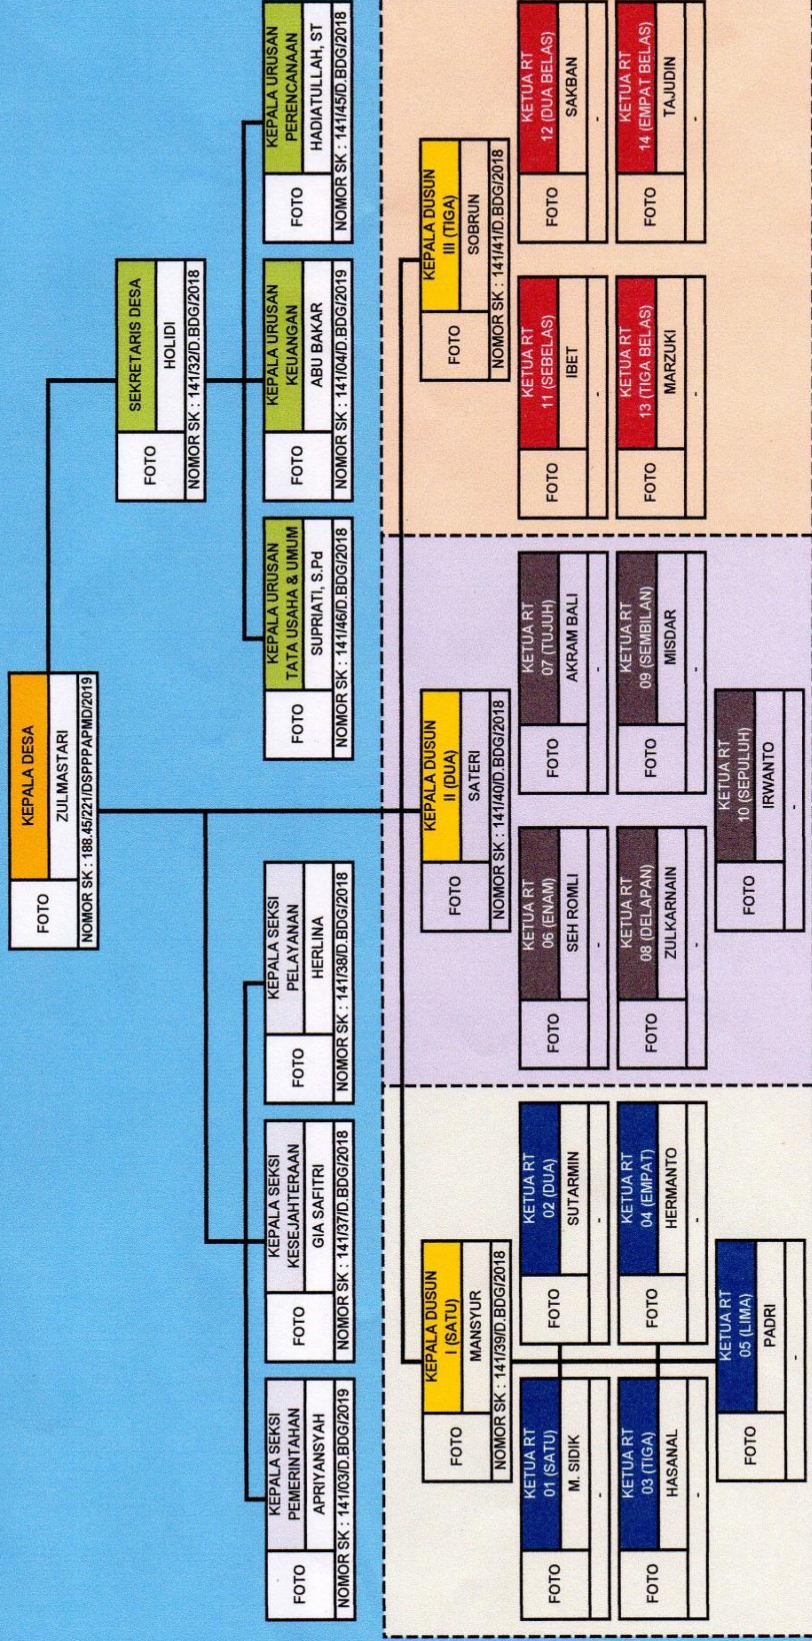 FOTO
KEPALA DESA
ZULMASTARI
NOMOR SK : 188.45/221/DSPPPAPMD/2019
FOTO
SEKRETARIS DESA
HOLIDI
NOMOR SK : 141/32/D.BDG/2018
FOTO
KEPALA SEKSI
PEMERINTAHAN
APRIYANSYAH
NOMOR SK : 141/03/D.BDG/2019
FOTO
KEPALA SEKSI
KESEJAHTERAAN
GIA SAFITRI
NOMOR SK : 141/37/D.BDG/2018
FOTO
KEPALA SEKSI
PELAYANAN
HERLINA
NOMOR SK : 141/38/D.BDG/2018
FOTO
KEPALA URUSAN
TATA USAHA & UMUM
SUPRIATI, S.Pd
NOMOR SK : 141/46/D.BDG/2018
FOTO
KEPALA URUSAN
KEUANGAN
ABU BAKAR
NOMOR SK : 141/04/D.BDG/2019
FOTO
KEPALA URUSAN
PERENCANAAN
HADIATULLAH, ST
NOMOR SK : 141/45/D.BDG/2018
FOTO
KEPALA DUSUN
I (SATU)
MANSYUR
NOMOR SK : 141/39/D.BDG/2018
FOTO
KETUA RT
01 (SATU)
M. SIDIK
-
FOTO
KETUA RT
02 (DUA)
SUTARMIN
-
FOTO
KETUA RT
03 (TIGA)
HASANAL
-
FOTO
KETUA RT
04 (EMPAT)
HERMANTO
-
FOTO
KETUA RT
05 (LIMA)
PADRI
-
FOTO
KEPALA DUSUN
II (DUA)
SATERI
NOMOR SK : 141/40/D.BDG/2018
FOTO
KETUA RT
06 (ENAM)
SEH ROMLI
-
FOTO
KETUA RT
07 (TUJUH)
AKRAM BALI
-
FOTO
KETUA RT
08 (DELAPAN)
ZULKARNAIN
-
FOTO
KETUA RT
09 (SEMBILAN)
MISDAR
-
FOTO
KETUA RT
10 (SEPULUH)
IRWANTO
-
FOTO
KEPALA DUSUN
III (TIGA)
SOBRUN
NOMOR SK : 141/41/D.BDG/2018
FOTO
KETUA RT
11 (SEBELAS)
IBET
-
FOTO
KETUA RT
12 (DUA BELAS)
SAKBAN
-
FOTO
KETUA RT
13 (TIGA BELAS)
MARZUKI
-
FOTO
KETUA RT
14 (EMPAT BELAS)
TAJUDIN
-